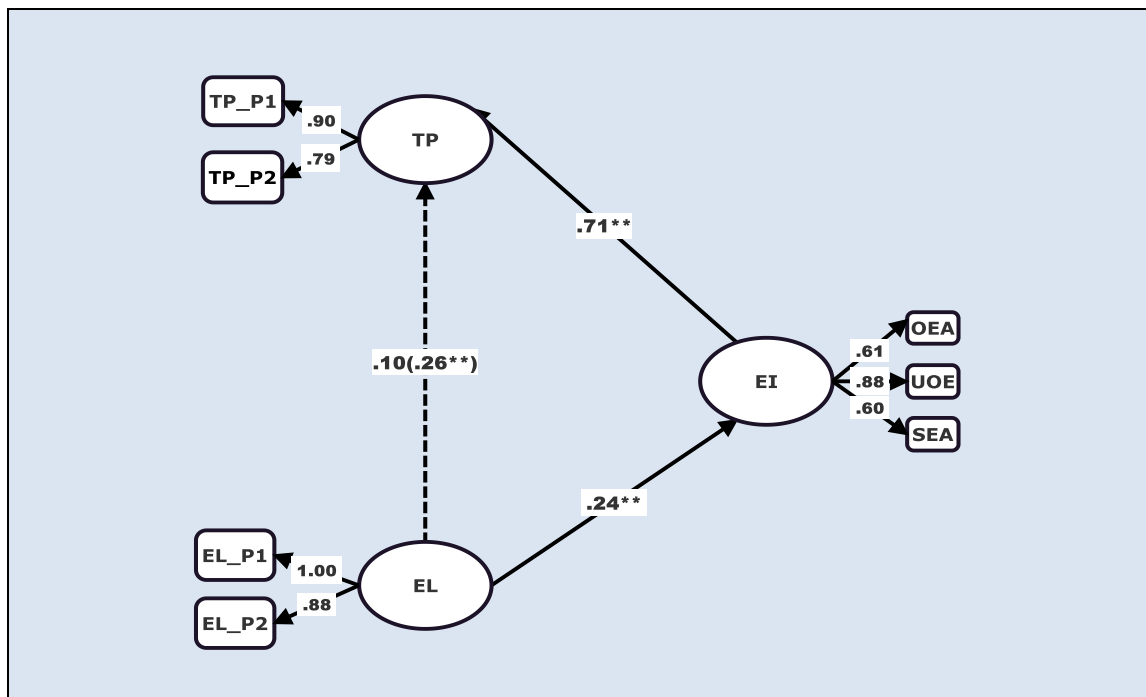 TP_P1
.90
TP
.79
TP_P2
.71**
OEA
.61
.10(.26**)
EI
.88
UOE
.60
SEA
.24**
EL_P1
1.00
EL
.88
EL_P2